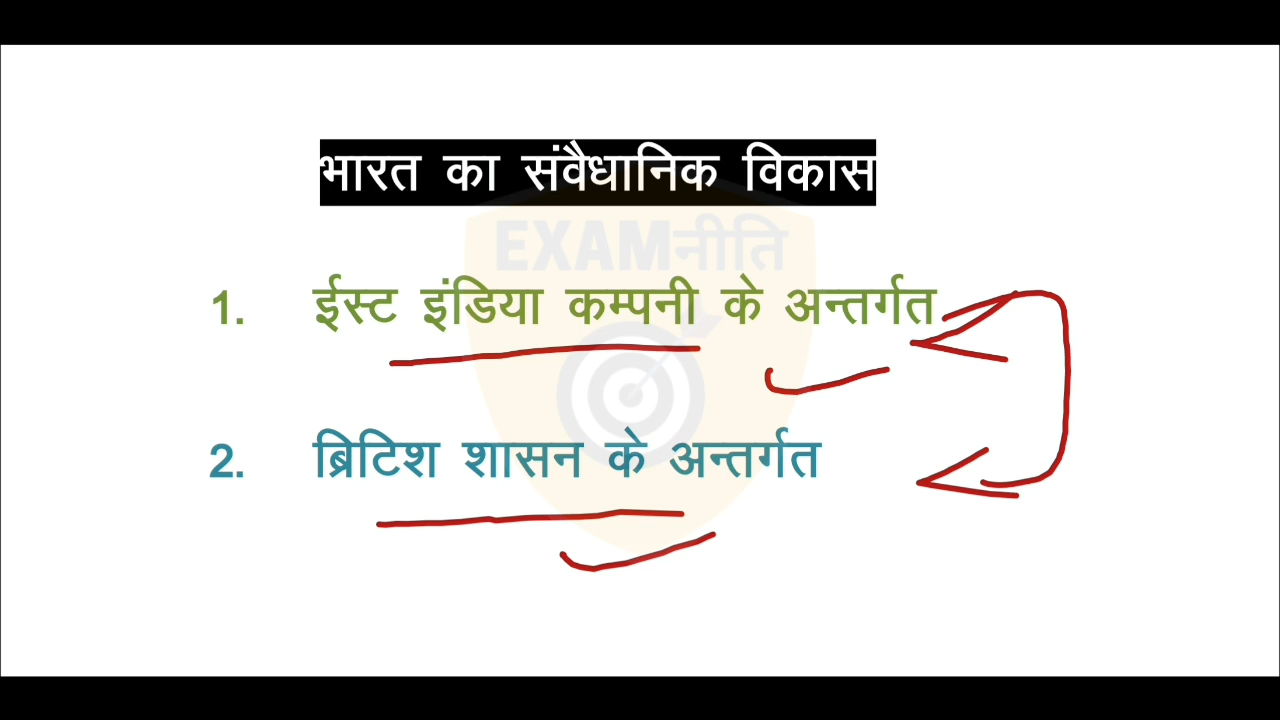 भारत का संवैधानिक विकास
EXAMनीति
1. ईस्ट इंडिया कम्पनी के अन्तर्गत
2. ब्रिटिश शासन के अन्तर्गत